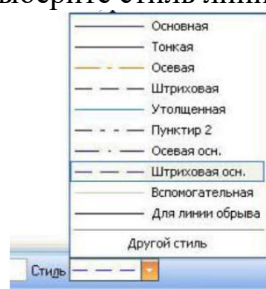 ыберите стиль лини
Основная
Тонкая
Осевая
Штриховая
Утолщенная
Пунктир 2
Осевая осн.
Штриховая осн.
Вспомогательная
Для линии обрыва
Другой стиль
Стиль